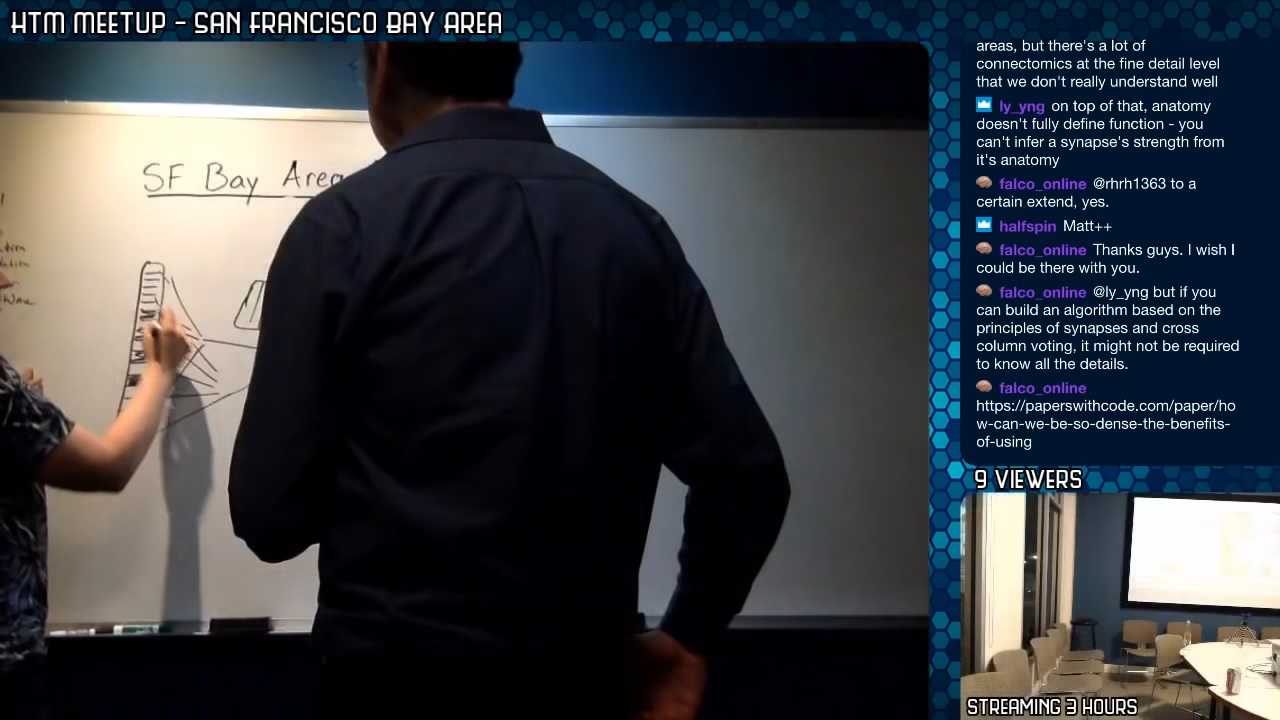 HTM MEETUP - SAN FRANCISCO BAY AREA
SF Bay Area
areas, but there's a lot of
connectomics at the fine detail level
that we don't really understand well
ly_yng on top of that, anatomy
doesn't fully define function - you
can't infer a synapse's strength from
it's anatomy
falco_online @rhrh1363 to a
certain extend, yes.
halfspin Matt++
falco_online Thanks guys. I wish I
could be there with you.
falco_online @ly_yng but if you
can build an algorithm based on the
principles of synapses and cross
column voting, it might not be required
to know all the details.
falco_online
https://paperswithcode.com/paper/ho
w-can-we-be-so-dense-the-benefits-
of-using
9 VIEWERS
STREAMING 3 HOURS